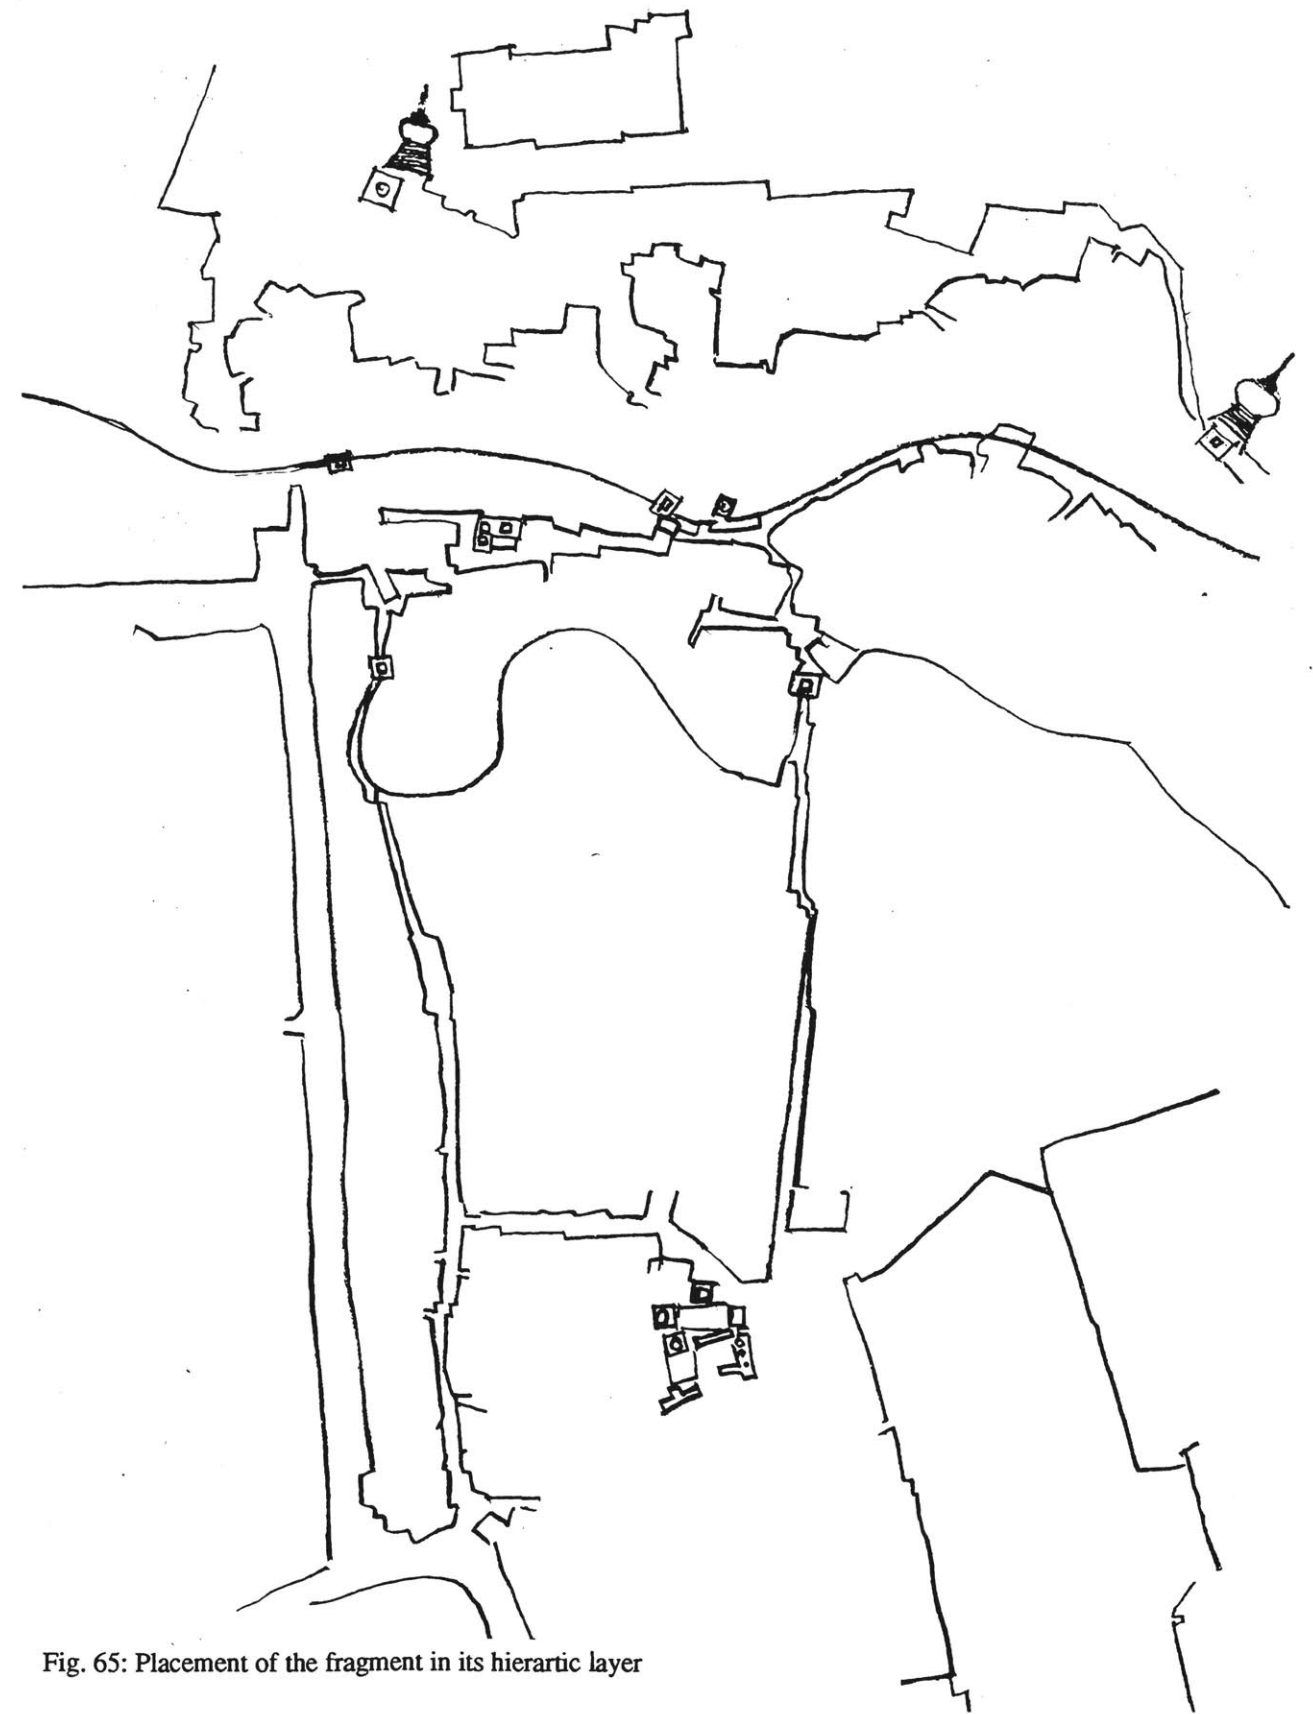 Fig. 65: Placement of the fragment in its hierartic layer